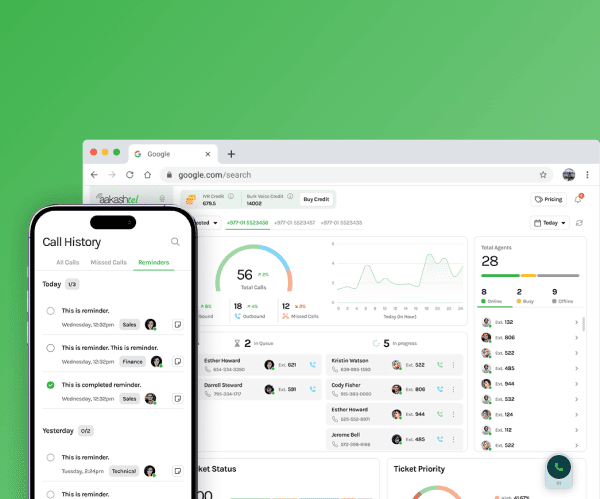 Google
google.com/search
aakashtel
IVR Credit
679.5
Bulk Voice Credit
14002
Buy Credit
Pricing
+977-01 5523456
+977-01 5523457
+977-01 5523435
Today
56
Total Calls
18
Outbound
12
Missed Calls
Today (In Hour)
Total Agents
28
8
Online
2
Busy
9
Offline
Ext. 132
Ext. 806
Ext. 522
Ext. 485
Ext. 944
Ext. 532
Ext. 124
Ext. 112
Ext. 522
2 In Queue
Esther Howard
Ext. 621
Darrell Steward
Ext. 591
5 In progress
Kristin Watson
Ext. 522
Cody Fisher
Ext. 806
Esther Howard
Ext. 944
Jerome Bell
Ext. 485
Ticket Priority
Call History
All Calls
Missed Calls
Reminders
Today
1/3
This is reminder.
Wednesday, 12:32pm
Sales
This is reminder. This is reminder.
Wednesday, 12:32pm
Finance
This is completed reminder.
Wednesday, 12:32pm
Sales
Yesterday
0/2
This is reminder.
Tuesday, 2:24pm
Technical
This is reminder.